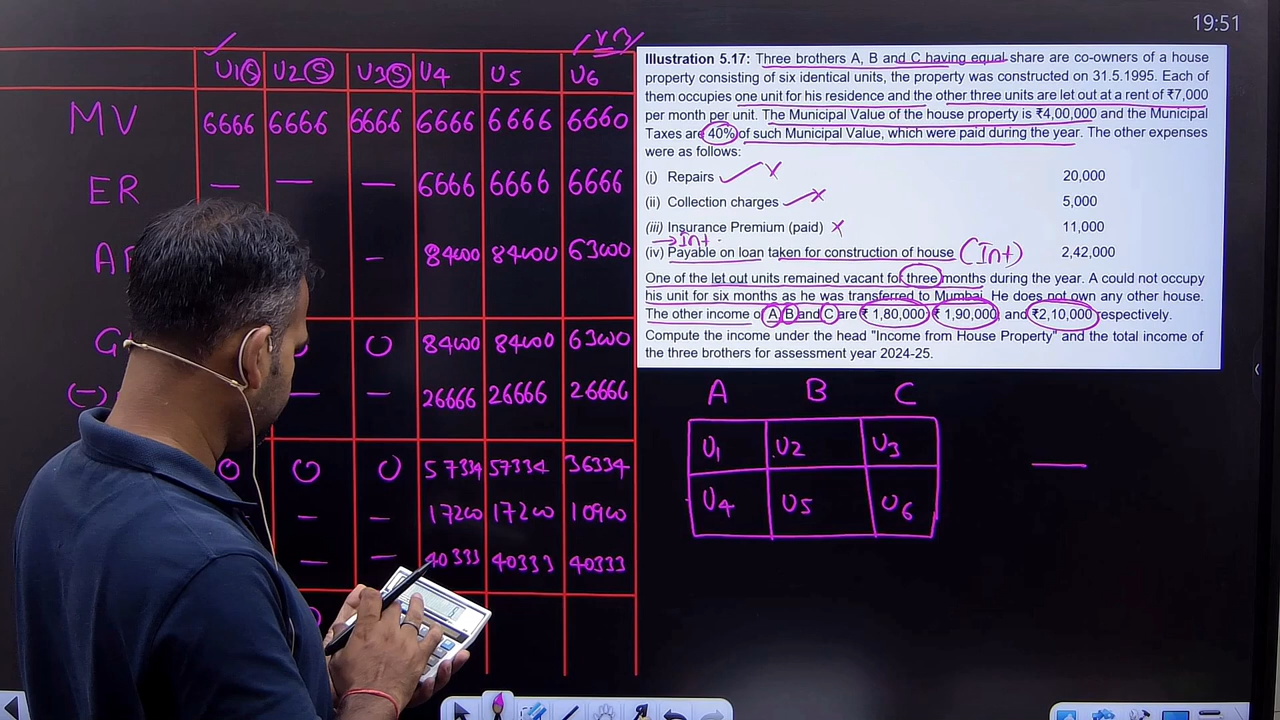 19:51
VB
U1 S U2 S U3 S U4 U5 U6
MV 6666 6666 6666 6666 6666 6660
ER — — — 6666 6666 6666
- 84000 84000 63000
G O 84000 84000 63000
(-) — — 26666 26666 26666
O O O 57334 57334 36334
- — — 17200 17200 10900
— — 40333 40333 40333
Illustration 5.17: Three brothers A, B and C having equal share are co-owners of a house
property consisting of six identical units, the property was constructed on 31.5.1995. Each of
them occupies one unit for his residence and the other three units are let out at a rent of ₹7,000
per month per unit. The Municipal Value of the house property is ₹4,00,000 and the Municipal
Taxes are 40% of such Municipal Value, which were paid during the year. The other expenses
were as follows:
(i) Repairs 20,000
(ii) Collection charges 5,000
(iii) Insurance Premium (paid) 11,000
→Int.
(iv) Payable on loan taken for construction of house (Int) 2,42,000
One of the let out units remained vacant for three months during the year. A could not occupy
his unit for six months as he was transferred to Mumbai. He does not own any other house.
The other income of A B and C are ₹ 1,80,000 ₹ 1,90,000 and ₹2,10,000 respectively.
Compute the income under the head "Income from House Property" and the total income of
the three brothers for assessment year 2024-25.
A B C
U1 U2 U3
U4 U5 U6